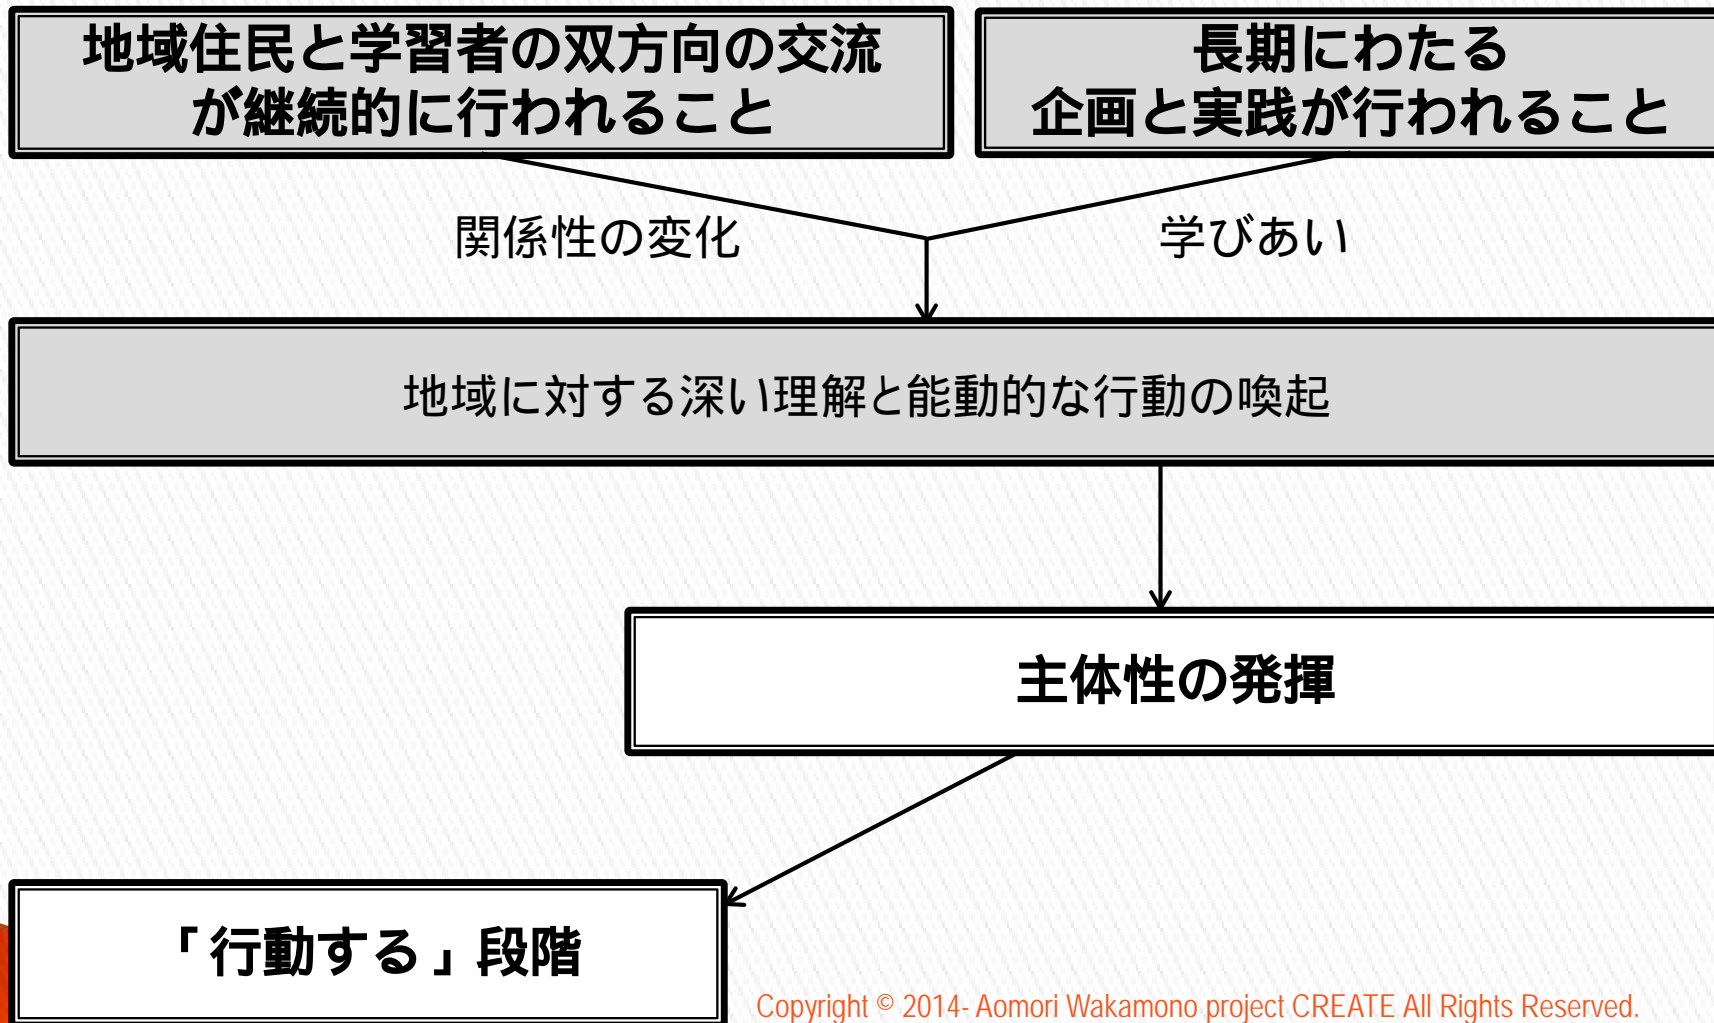 地域住民と学習者の双方向の交流
が継続的に行われること
長期にわたる
企画と実践が行われること
関係性の変化
学びあい
地域に対する深い理解と能動的な行動の喚起
主体性の発揮
「行動する」段階
Copyright © 2014- Aomori Wakamono project CREATE All Rights Reserved.